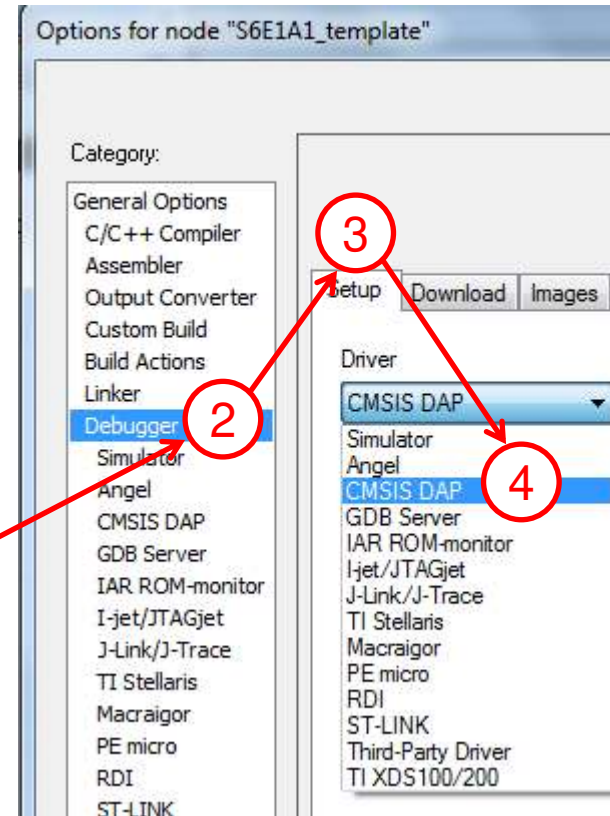 Options for node "S6E1A1_template"
Category:
General Options
C/C++ Compiler
Assembler
Output Converter
Custom Build
Build Actions
Linker
Debugger
Simulator
Angel
CMSIS DAP
GDB Server
IAR ROM-monitor
I-jet/JTAGjet
J-Link/J-Trace
TI Stellaris
Macraigor
PE micro
RDI
ST-LINK
2
3
Setup Download Images
Driver
CMSIS DAP
Simulator
Angel
CMSIS DAP
4
GDB Server
IAR ROM-monitor
I-jet/JTAGjet
J-Link/J-Trace
TI Stellaris
Macraigor
PE micro
RDI
ST-LINK
Third-Party Driver
TI XDS100/200